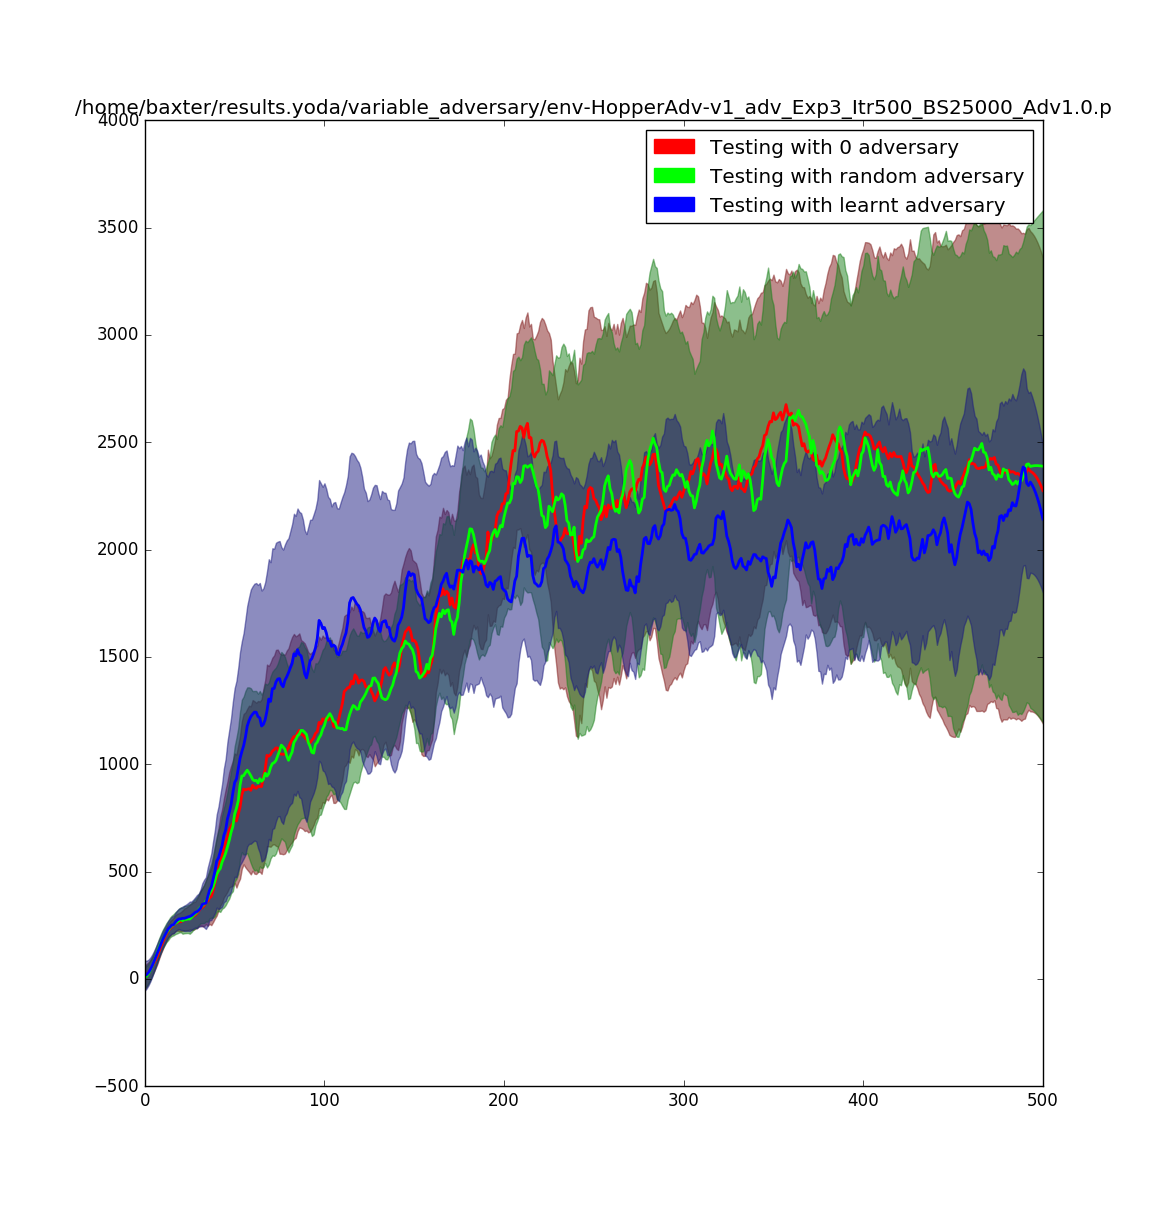 /home/baxter/results.yoda/variable_adversary/env-HopperAdv-v1_adv_Exp3_Itr500_BS25000_Adv1.0.p
4000
Testing with 0 adversary
Testing with random adversary
Testing with learnt adversary
3500
3000
2500
2000
1500
1000
500
0
−500
0 100 200 300 400 500